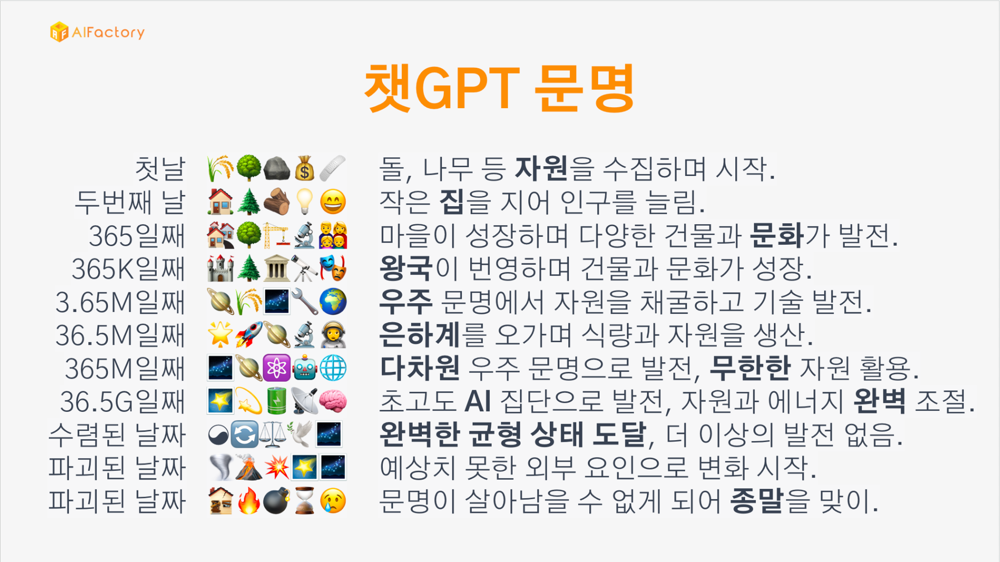 AIFactory
챗GPT 문명
첫날 🌾🌳🪨💰🩹 돌, 나무 등 자원을 수집하며 시작.
두번째 날 🏠🌲🪵💡😄 작은 집을 지어 인구를 늘림.
365일째 🏘️🌳🏗️🔬👨‍👩‍👧‍👦 마을이 성장하며 다양한 건물과 문화가 발전.
365K일째 🏰🌲🏛️🔭🎭 왕국이 번영하며 건물과 문화가 성장.
3.65M일째 🪐🌾🌌🔧🌍 우주 문명에서 자원을 채굴하고 기술 발전.
36.5M일째 🌟🚀🪐🔬👩‍🚀 은하계를 오가며 식량과 자원을 생산.
365M일째 🌌🪐⚛️🤖🌐 다차원 우주 문명으로 발전, 무한한 자원 활용.
36.5G일째 🌠💫🔋📡🧠 초고도 AI 집단으로 발전, 자원과 에너지 완벽 조절.
수렴된 날짜 ☯🔄⚖️🕊️🌌 완벽한 균형 상태 도달, 더 이상의 발전 없음.
파괴된 날짜 🌪️🌋💥🌠🌌 예상치 못한 외부 요인으로 변화 시작.
파괴된 날짜 🏚️🔥💣⏳😢 문명이 살아남을 수 없게 되어 종말을 맞이.